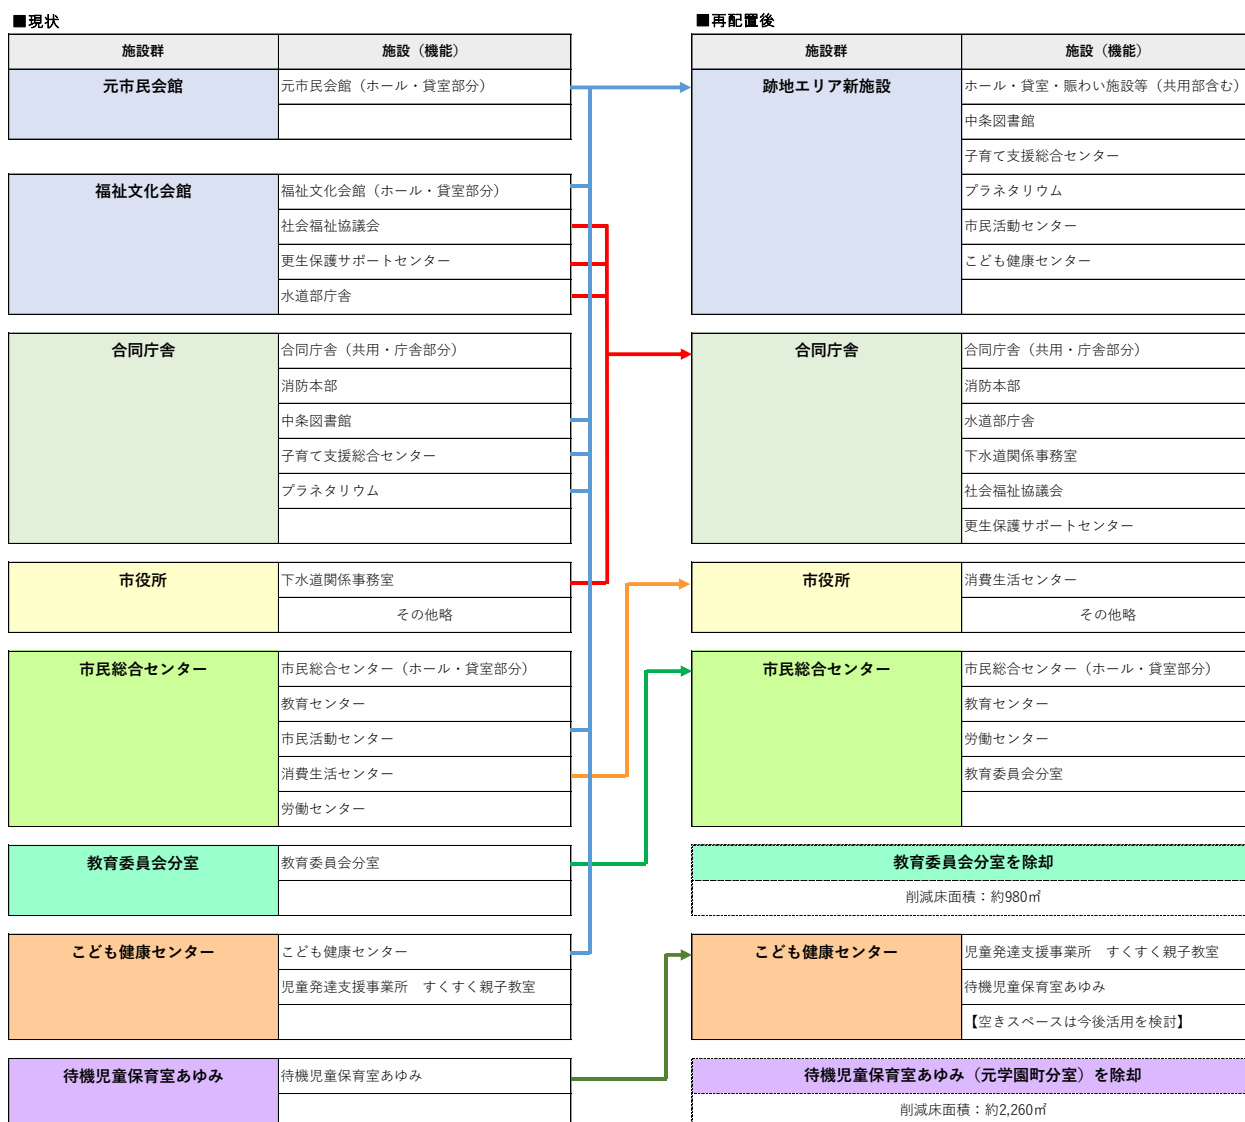 ■現状
施設群
施設（機能）
元市民会館
元市民会館（ホール・貸室部分）
福祉文化会館
福祉文化会館（ホール・貸室部分）
社会福祉協議会
更生保護サポートセンター
水道部庁舎
合同庁舎
合同庁舎（共用・庁舎部分）
消防本部
中条図書館
子育て支援総合センター
プラネタリウム
市役所
下水道関係事務室
その他略
市民総合センター
市民総合センター（ホール・貸室部分）
教育センター
市民活動センター
消費生活センター
労働センター
教育委員会分室
教育委員会分室
こども健康センター
こども健康センター
児童発達支援事業所　すくすく親子教室
待機児童保育室あゆみ
待機児童保育室あゆみ
■再配置後
施設群
施設（機能）
跡地エリア新施設
ホール・貸室・賑わい施設等（共用部含む）
中条図書館
子育て支援総合センター
プラネタリウム
市民活動センター
こども健康センター
合同庁舎
合同庁舎（共用・庁舎部分）
消防本部
水道部庁舎
下水道関係事務室
社会福祉協議会
更生保護サポートセンター
市役所
消費生活センター
その他略
市民総合センター
市民総合センター（ホール・貸室部分）
教育センター
労働センター
教育委員会分室
教育委員会分室を除却
削減床面積：約980㎡
こども健康センター
児童発達支援事業所　すくすく親子教室
待機児童保育室あゆみ
【空きスペースは今後活用を検討】
待機児童保育室あゆみ（元学園町分室）を除却
削減床面積：約2,260㎡